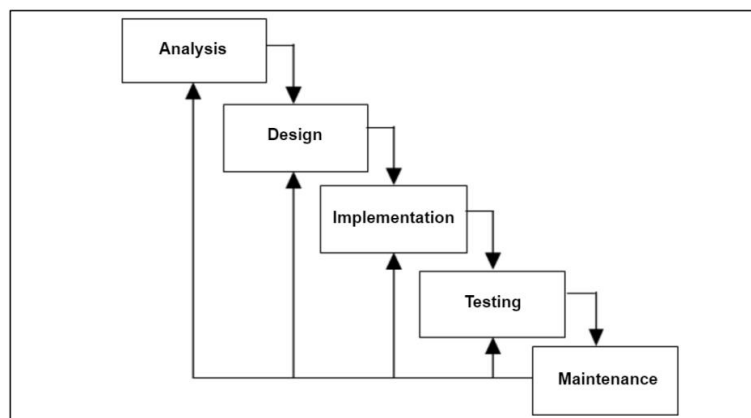 Analysis
Design
Implementation
Testing
Maintenance